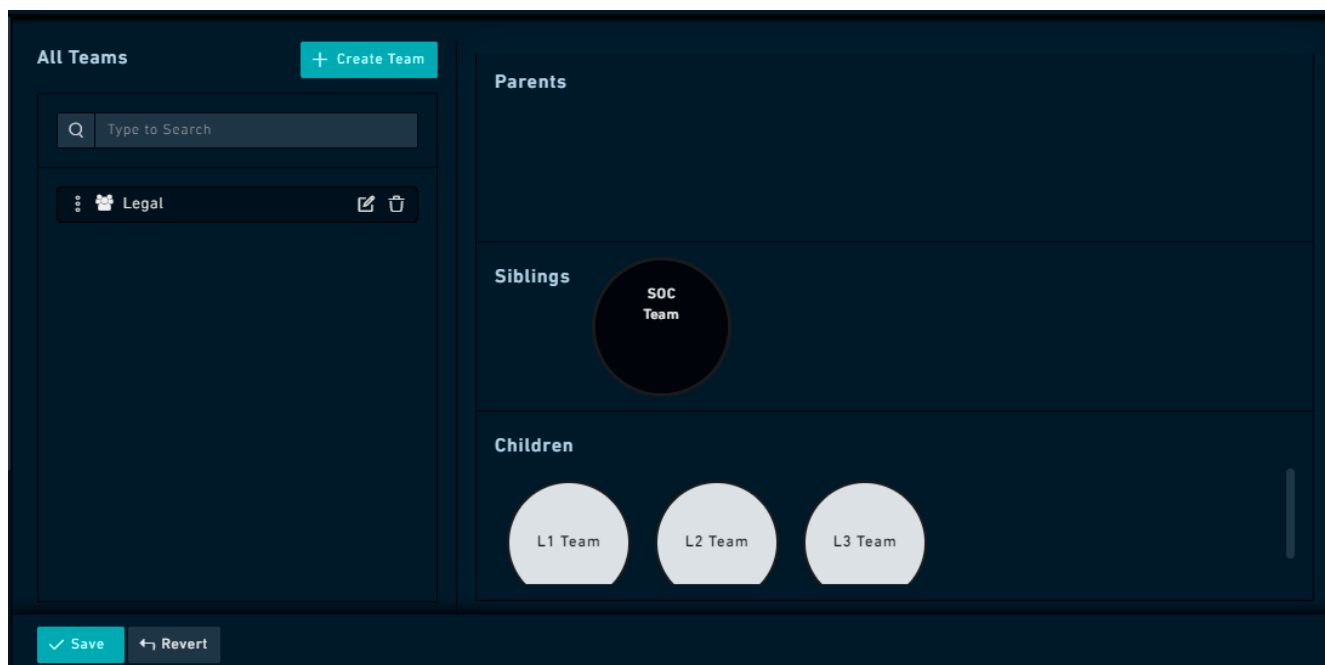 All Teams
Create Team
Type to Search
Legal
Parents
Siblings
SOC
Team
Children
L1 Team
L2 Team
L3 Team
Save
Revert